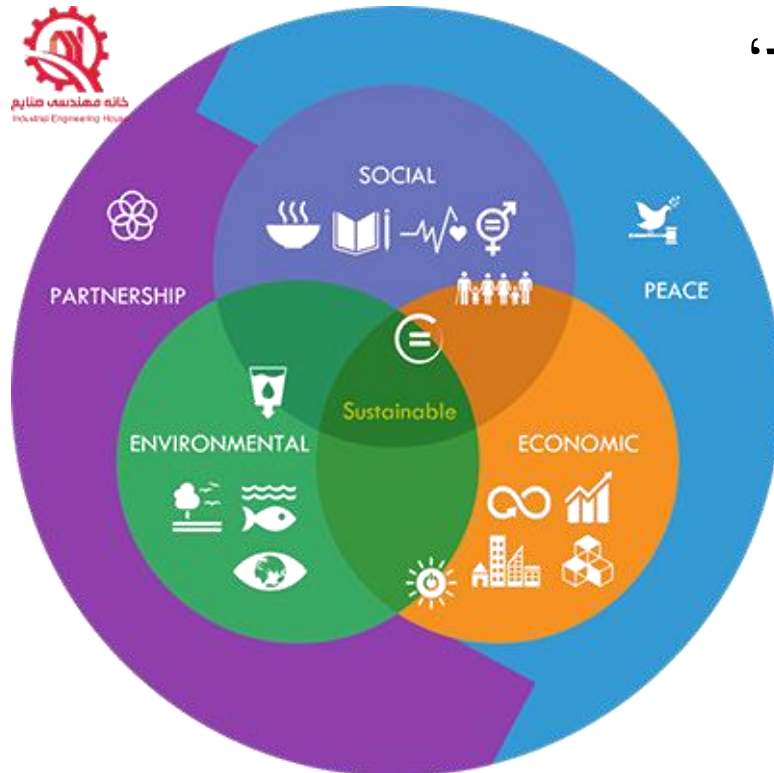 خانه مهندسی صنایع
Industrial Engineering House
SOCIAL
PARTNERSHIP
PEACE
Sustainable
ENVIRONMENTAL
ECONOMIC